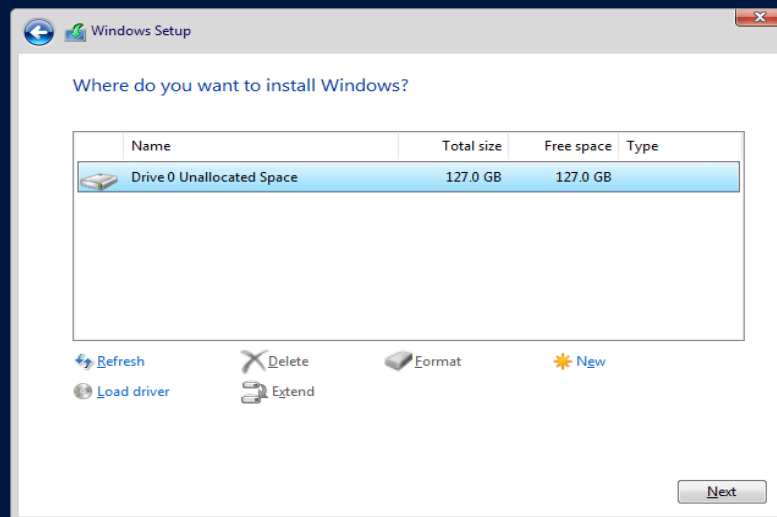 Windows Setup
Where do you want to install Windows?
Name Total size Free space Type
Drive 0 Unallocated Space 127.0 GB 127.0 GB
Refresh Delete Format New
Load driver Extend
Next